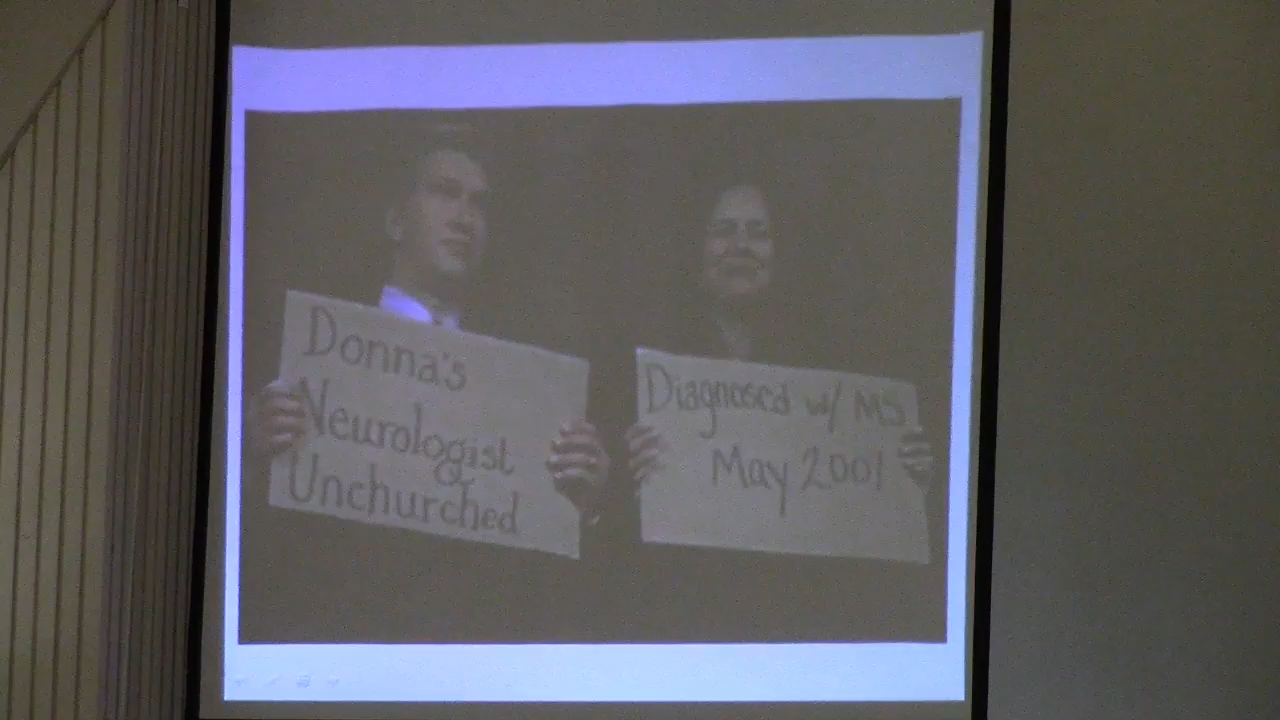 Donna's
Neurologist
Unchurched
Diagnosed w/ MS
May 2001